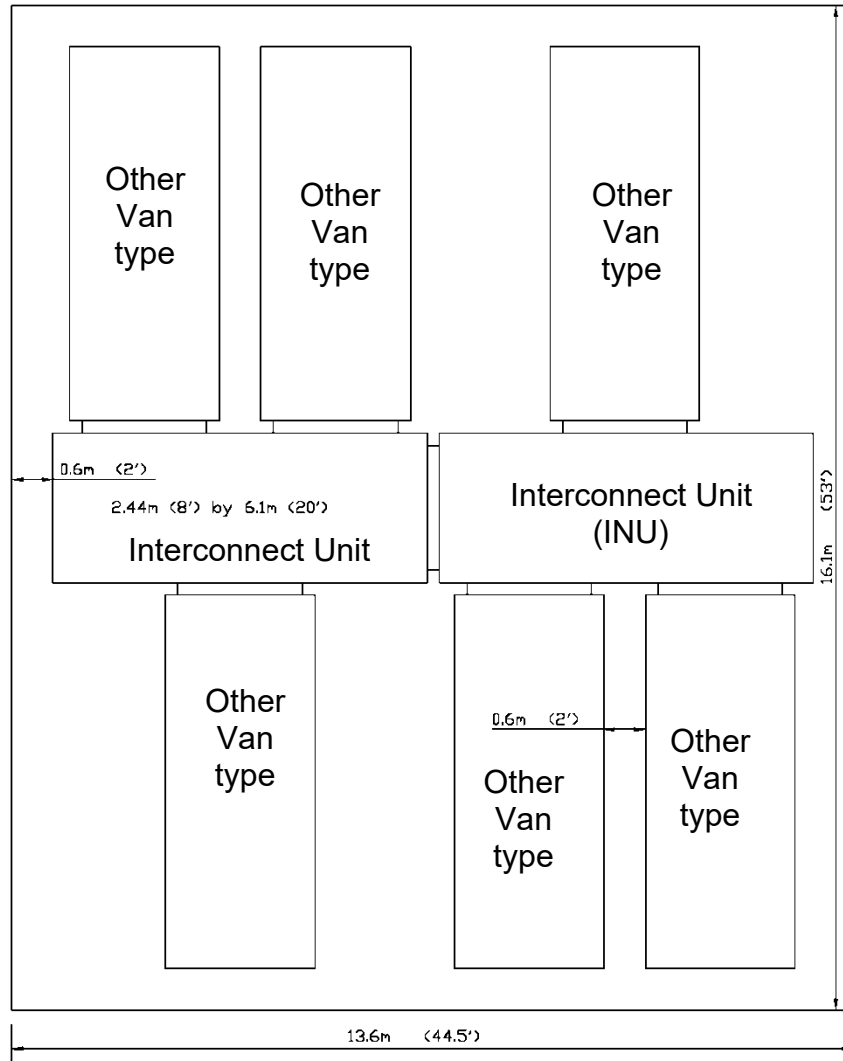 Other
Van
type
Other
Van
type
Other
Van
type
0.6m (2')
2.44m (8') by 6.1m (20')
Interconnect Unit
Interconnect Unit
(INU)
16.1m (53')
Other
Van
type
0.6m (2')
Other
Van
type
Other
Van
type
13.6m (44.5')